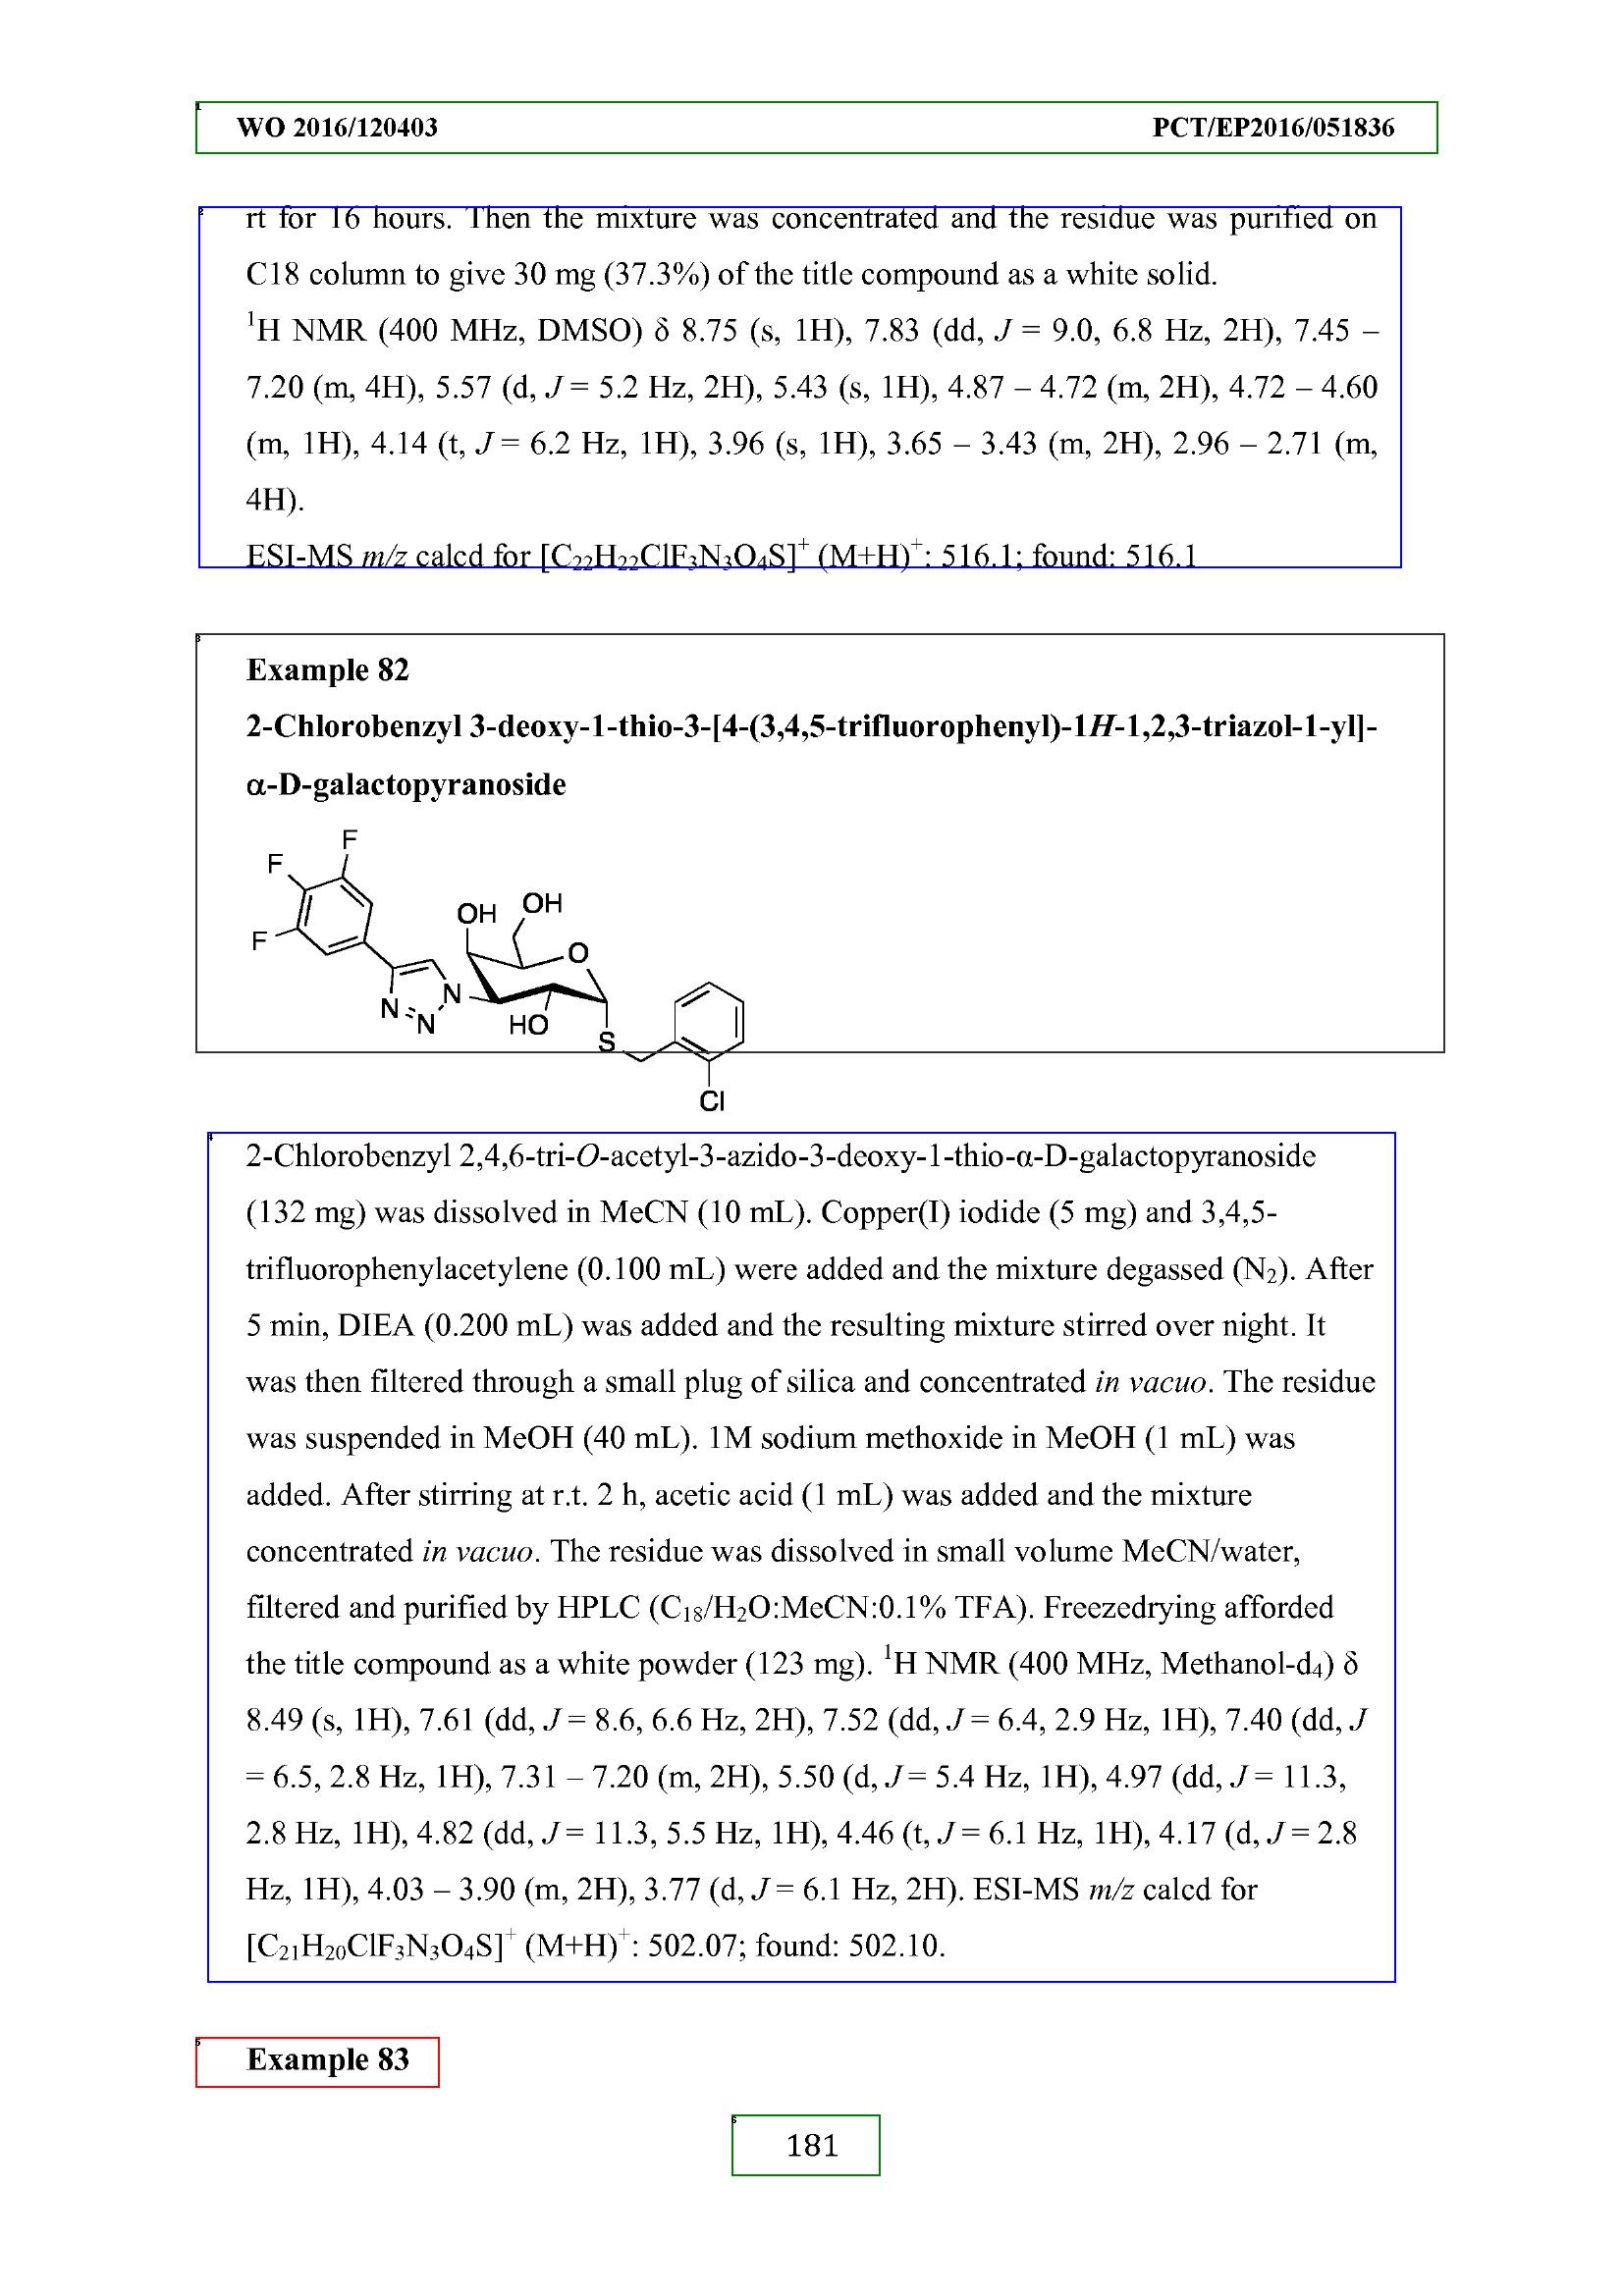 WO 2016/120403 PCT/EP2016/051836
rt for 16 hours. Then the mixture was concentrated and the residue was purified on
C18 column to give 30 mg (37.3%) of the title compound as a white solid.
¹H NMR (400 MHz, DMSO) δ 8.75 (s, 1H), 7.83 (dd, J = 9.0, 6.8 Hz, 2H), 7.45 –
7.20 (m, 4H), 5.57 (d, J = 5.2 Hz, 2H), 5.43 (s, 1H), 4.87 – 4.72 (m, 2H), 4.72 – 4.60
(m, 1H), 4.14 (t, J = 6.2 Hz, 1H), 3.96 (s, 1H), 3.65 – 3.43 (m, 2H), 2.96 – 2.71 (m,
4H).
ESI-MS m/z calcd for [C₂₂H₂₂ClF₃N₃O₄S]⁺ (M+H)⁺: 516.1; found: 516.1
Example 82
2-Chlorobenzyl 3-deoxy-1-thio-3-[4-(3,4,5-trifluorophenyl)-1H-1,2,3-triazol-1-yl]-
α-D-galactopyranoside
F
F
OH
OH
F
O
N
N
N
HO
S
Cl
2-Chlorobenzyl 2,4,6-tri-O-acetyl-3-azido-3-deoxy-1-thio-α-D-galactopyranoside
(132 mg) was dissolved in MeCN (10 mL). Copper(I) iodide (5 mg) and 3,4,5-
trifluorophenylacetylene (0.100 mL) were added and the mixture degassed (N₂). After
5 min, DIEA (0.200 mL) was added and the resulting mixture stirred over night. It
was then filtered through a small plug of silica and concentrated in vacuo. The residue
was suspended in MeOH (40 mL). 1M sodium methoxide in MeOH (1 mL) was
added. After stirring at r.t. 2 h, acetic acid (1 mL) was added and the mixture
concentrated in vacuo. The residue was dissolved in small volume MeCN/water,
filtered and purified by HPLC (C₁₈/H₂O:MeCN:0.1% TFA). Freezedrying afforded
the title compound as a white powder (123 mg). ¹H NMR (400 MHz, Methanol-d₄) δ
8.49 (s, 1H), 7.61 (dd, J = 8.6, 6.6 Hz, 2H), 7.52 (dd, J = 6.4, 2.9 Hz, 1H), 7.40 (dd, J
= 6.5, 2.8 Hz, 1H), 7.31 – 7.20 (m, 2H), 5.50 (d, J = 5.4 Hz, 1H), 4.97 (dd, J = 11.3,
2.8 Hz, 1H), 4.82 (dd, J = 11.3, 5.5 Hz, 1H), 4.46 (t, J = 6.1 Hz, 1H), 4.17 (d, J = 2.8
Hz, 1H), 4.03 – 3.90 (m, 2H), 3.77 (d, J = 6.1 Hz, 2H). ESI-MS m/z calcd for
[C₂₁H₂₀ClF₃N₃O₄S]⁺ (M+H)⁺: 502.07; found: 502.10.
Example 83
181